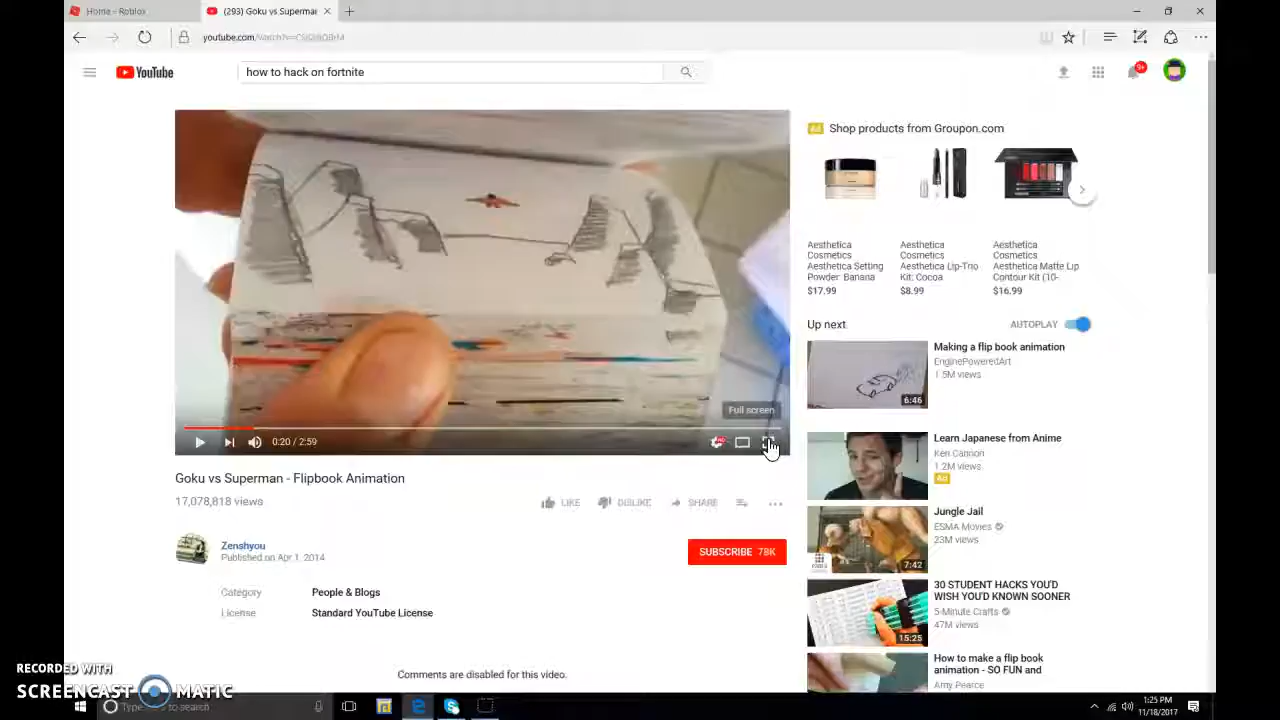 Home - Roblox
(293) Goku vs Superman
youtube.com
YouTube
how to hack on fortnite
9+
Ad Shop products from Groupon.com
Aesthetica
Cosmetics
Aesthetica Setting
Powder: Banana
$17.99
Aesthetica
Cosmetics
Aesthetica Lip-Trio
Kit: Cocoa
$8.99
Aesthetica
Cosmetics
Aesthetica Matte Lip
Contour Kit (10-
$16.99
Up next
AUTOPLAY
Making a flip book animation
EnginePoweredArt
1.5M views
6:46
Learn Japanese from Anime
Ken Cannon
1.2M views
Ad
Jungle Jail
ESMA Movies
23M views
7:42
30 STUDENT HACKS YOU'D
WISH YOU'D KNOWN SOONER
5-Minute Crafts
47M views
15:25
How to make a flip book
animation - SO FUN and
Amy Pearce
Full screen
0:20 / 2:59
Goku vs Superman - Flipbook Animation
17,078,818 views
LIKE
DISLIKE
SHARE
Zenshyou
Published on Apr 1, 2014
SUBSCRIBE 78K
Category
People & Blogs
License
Standard YouTube License
Comments are disabled for this video.
RECORDED WITH
SCREENCAST MATIC
Type here to search
1:25 PM
11/18/2017